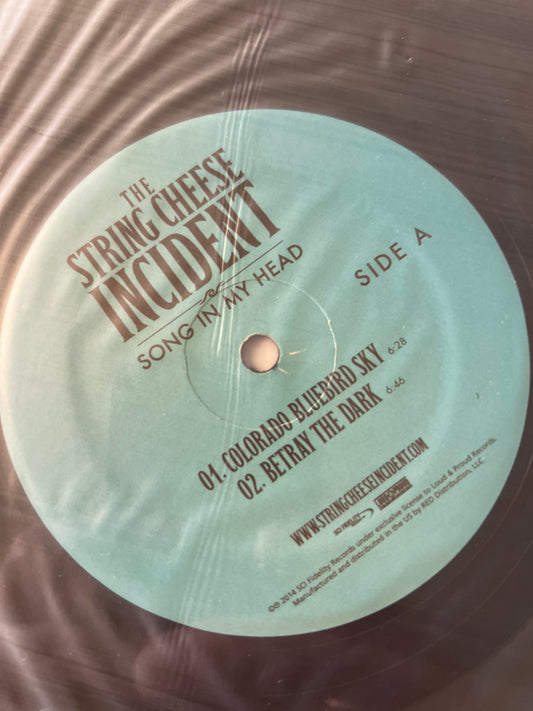 THE
STRING CHEESE
INCIDENT
SONG IN MY HEAD
SIDE A
01. COLORADO BLUEBIRD SKY 6:28
02. BETRAY THE DARK 6:46
WWW.STRINGCHEESEINCIDENT.COM
SCI FIDELITY
℗© 2014 SCI Fidelity Records under exclusive license to Loud & Proud Records.
Manufactured and distributed in the US by RED Distribution, LLC.